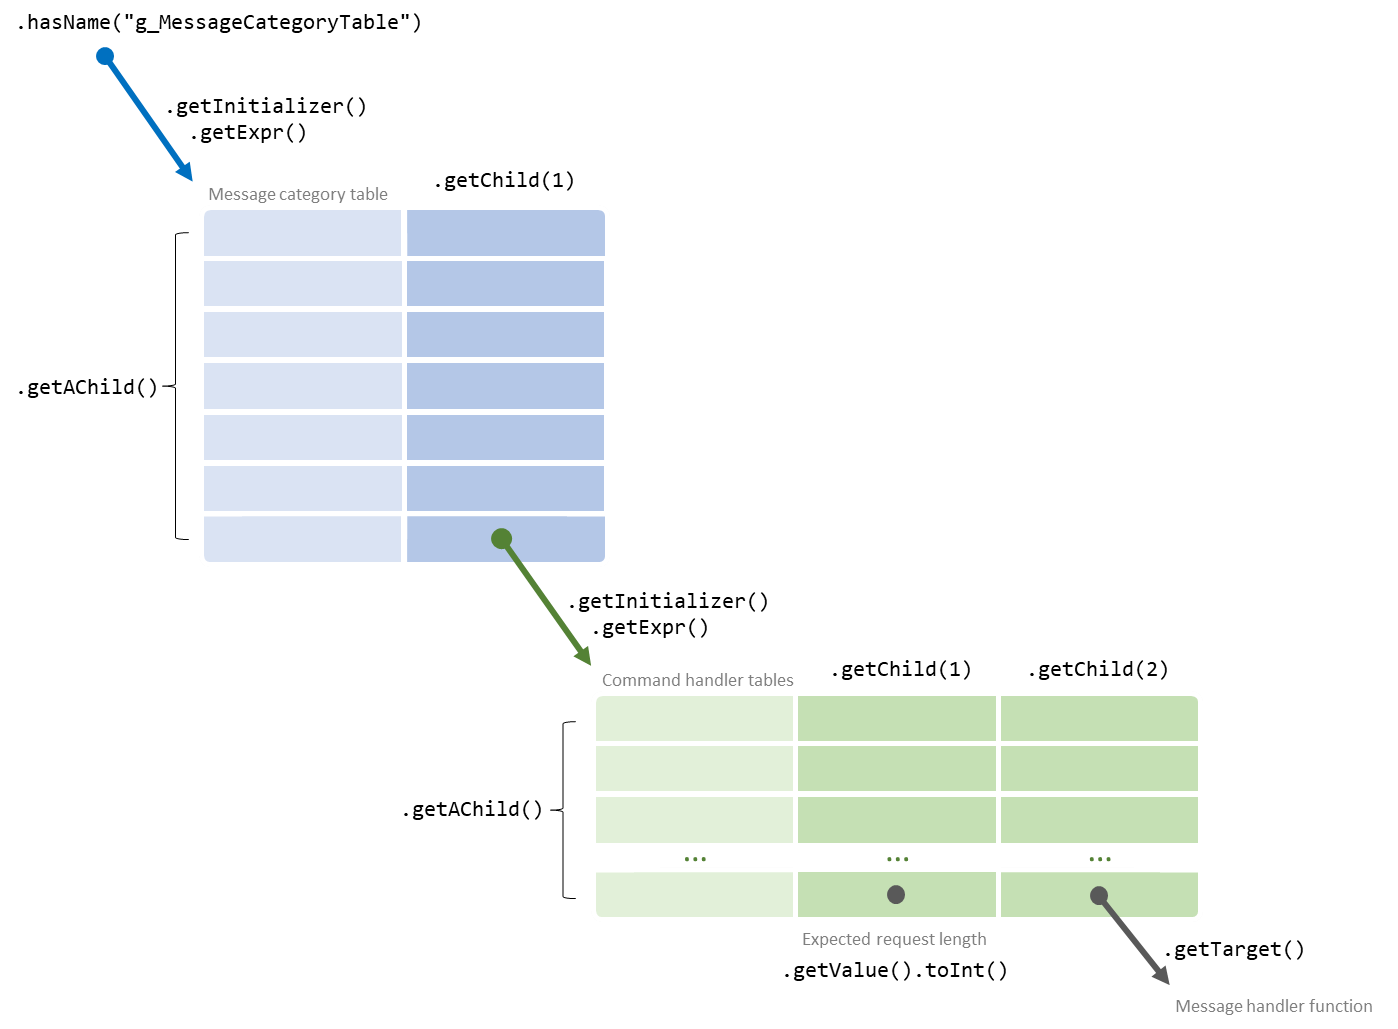 .hasName("g_MessageCategoryTable")
.getInitializer()
.getExpr()
Message category table
.getChild(1)
.getAChild()
.getInitializer()
.getExpr()
Command handler tables
.getChild(1)
.getChild(2)
.getAChild()
...
...
...
Expected request length
.getValue().toInt()
.getTarget()
Message handler function